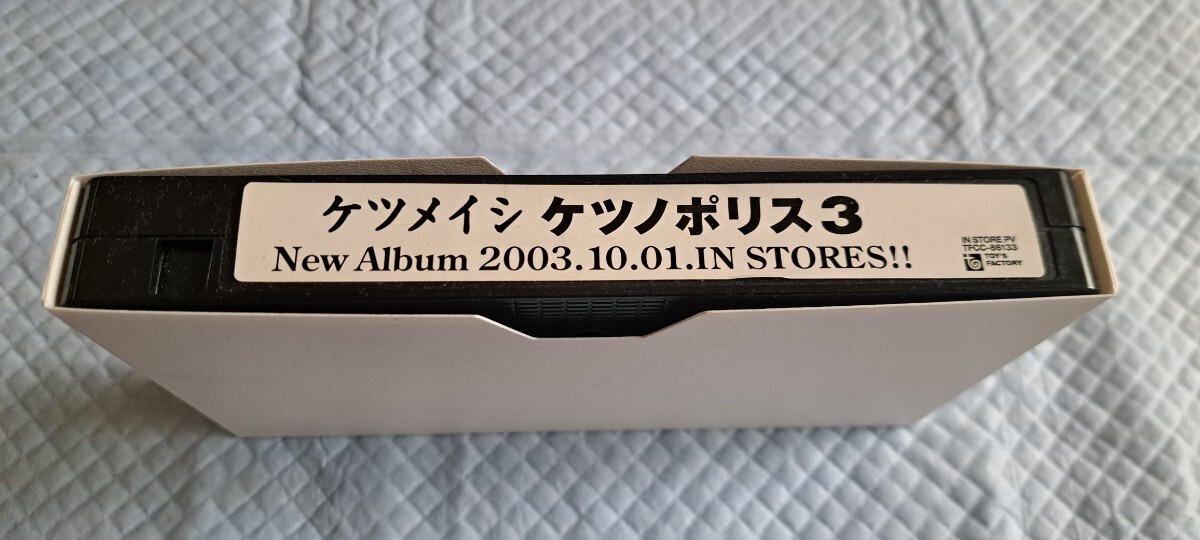 ケツメイシ ケツノポリス3
New Album 2003.10.01.IN STORES!!
IN STORE PV
TFCC-86133
TOY'S
FACTORY